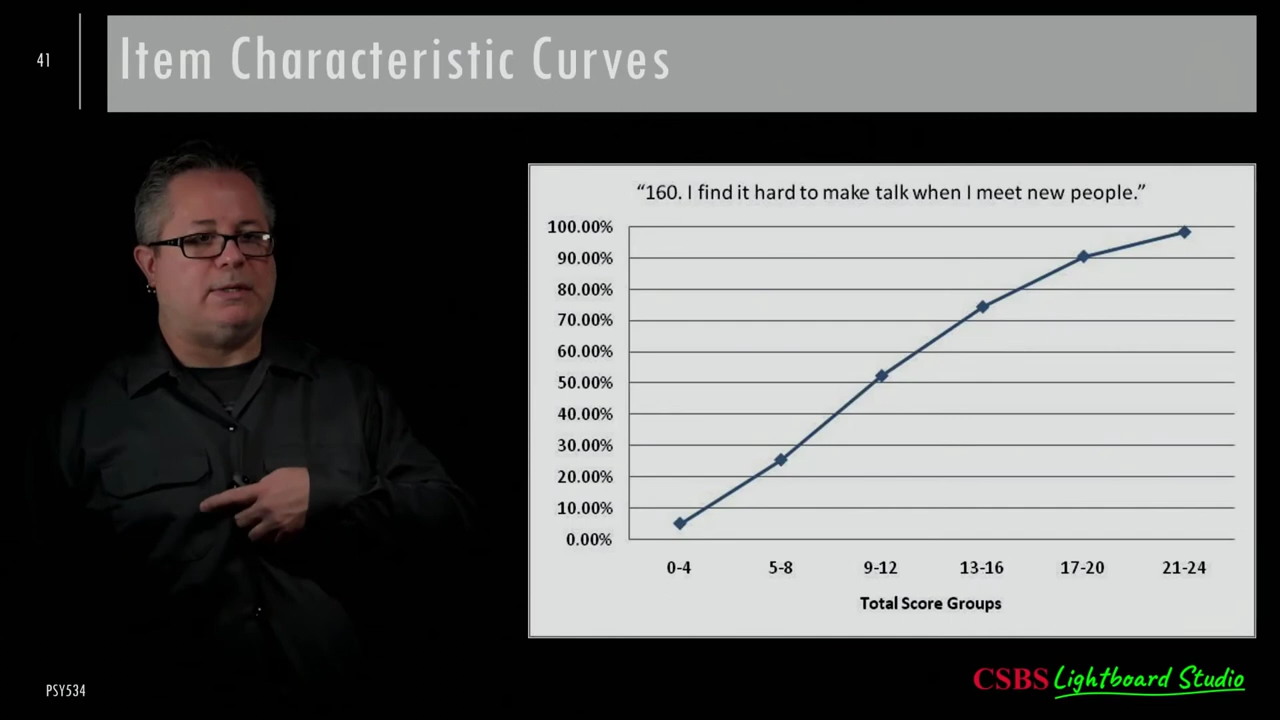 41
Item Characteristic Curves
“160. I find it hard to make talk when I meet new people.”
100.00%
90.00%
80.00%
70.00%
60.00%
50.00%
40.00%
30.00%
20.00%
10.00%
0.00%
0-4 5-8 9-12 13-16 17-20 21-24
Total Score Groups
PSY534
CSBS Lightboard Studio